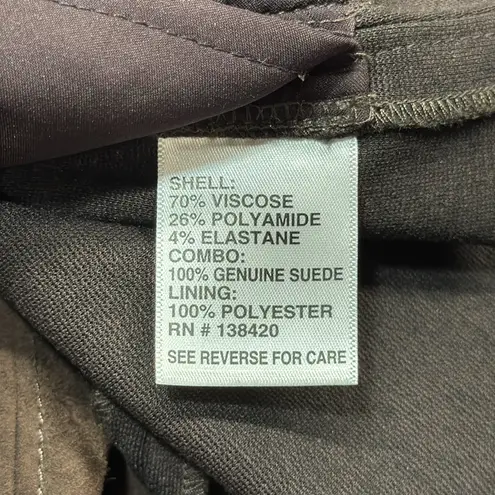 SHELL:
70% VISCOSE
26% POLYAMIDE
4% ELASTANE
COMBO:
100% GENUINE SUEDE
LINING:
100% POLYESTER
RN # 138420
SEE REVERSE FOR CARE